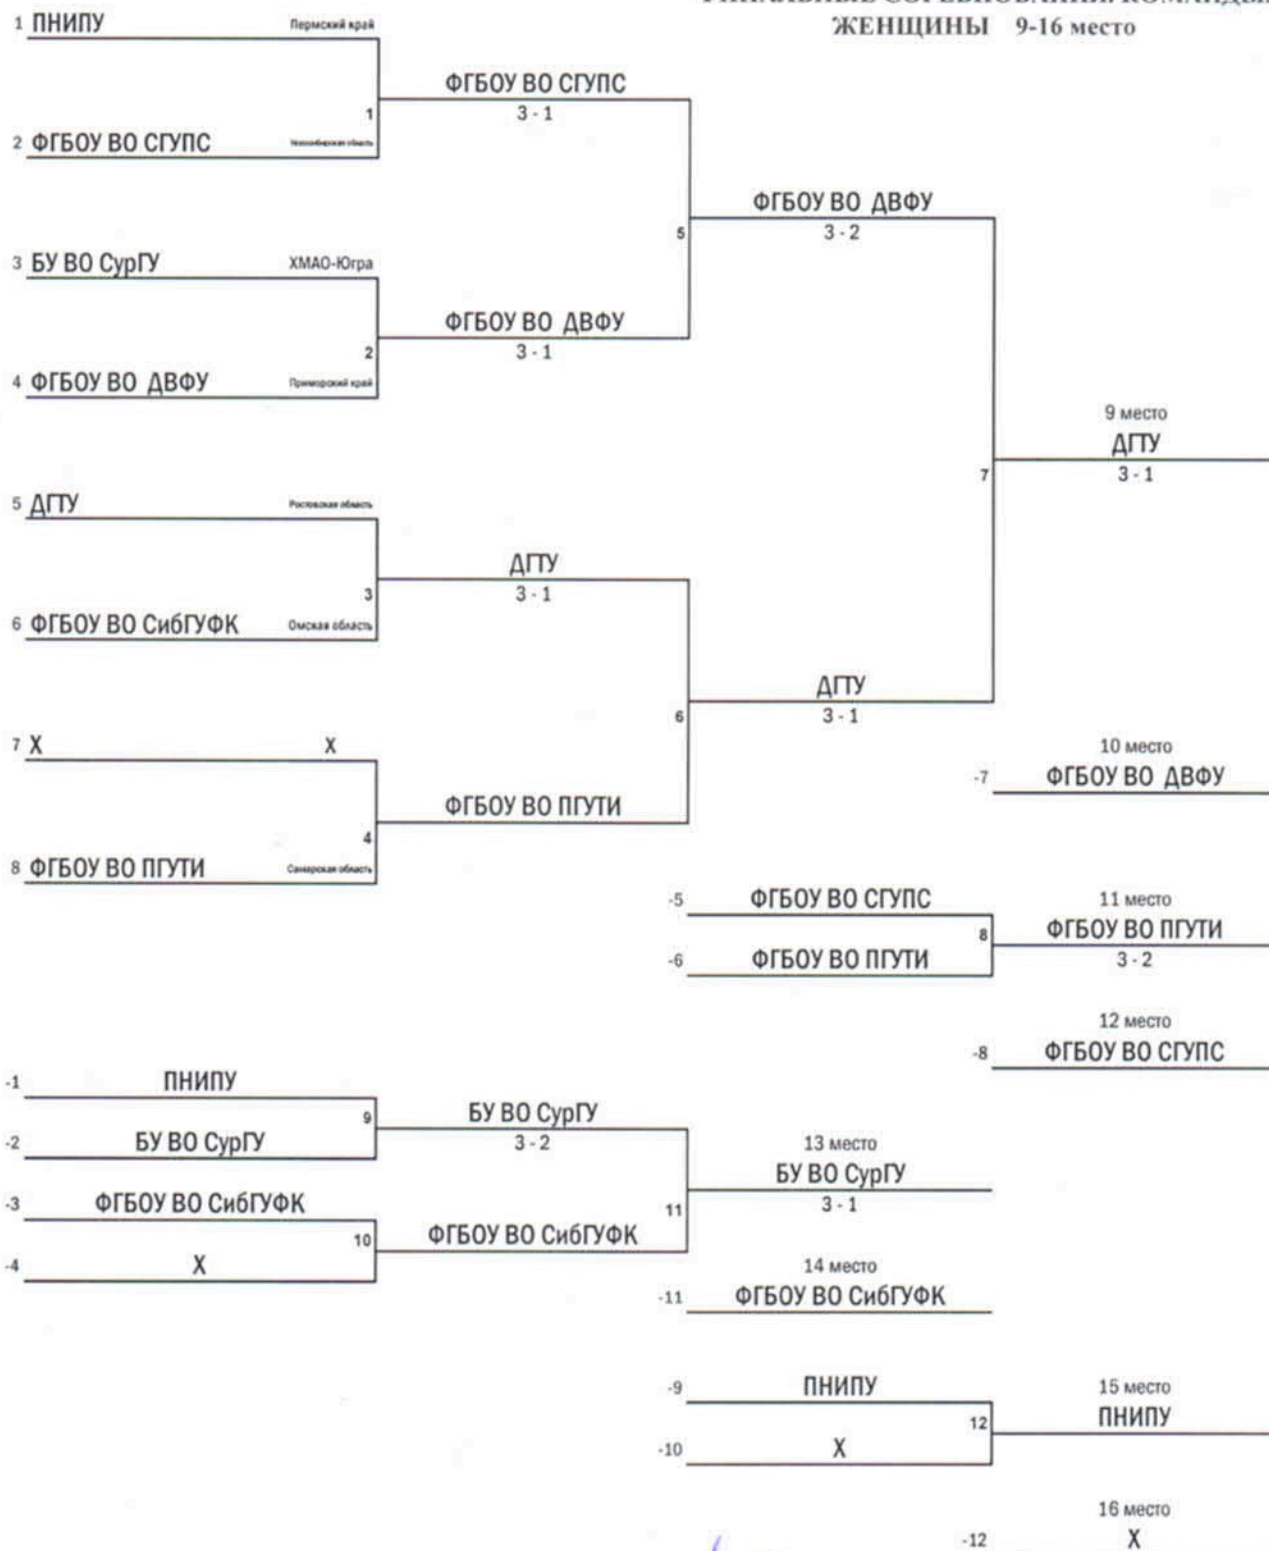 ФИНАЛЬНЫЕ СОРЕВНОВАНИЯ. КОМАНДЫ.
ЖЕНЩИНЫ 9-16 место
1 ПНИПУ Пермский край
ФГБОУ ВО СГУПС
1 3 - 1
2 ФГБОУ ВО СГУПС Новосибирская область
ФГБОУ ВО ДВФУ
5 3 - 2
3 БУ ВО СурГУ ХМАО-Югра
ФГБОУ ВО ДВФУ
2 3 - 1
4 ФГБОУ ВО ДВФУ Приморский край
9 место
ДГТУ
7 3 - 1
5 ДГТУ Ростовская область
ДГТУ
3 3 - 1
6 ФГБОУ ВО СибГУФК Омская область
ДГТУ
6 3 - 1
7 X X
10 место
-7 ФГБОУ ВО ДВФУ
ФГБОУ ВО ПГУТИ
4
8 ФГБОУ ВО ПГУТИ Самарская область
-5 ФГБОУ ВО СГУПС 11 место
8 ФГБОУ ВО ПГУТИ
-6 ФГБОУ ВО ПГУТИ 3 - 2
12 место
-8 ФГБОУ ВО СГУПС
-1 ПНИПУ
9 БУ ВО СурГУ
-2 БУ ВО СурГУ 3 - 2
13 место
БУ ВО СурГУ
-3 ФГБОУ ВО СибГУФК 11 3 - 1
10 ФГБОУ ВО СибГУФК
-4 X
14 место
-11 ФГБОУ ВО СибГУФК
-9 ПНИПУ 15 место
12 ПНИПУ
-10 X
16 место
-12 X